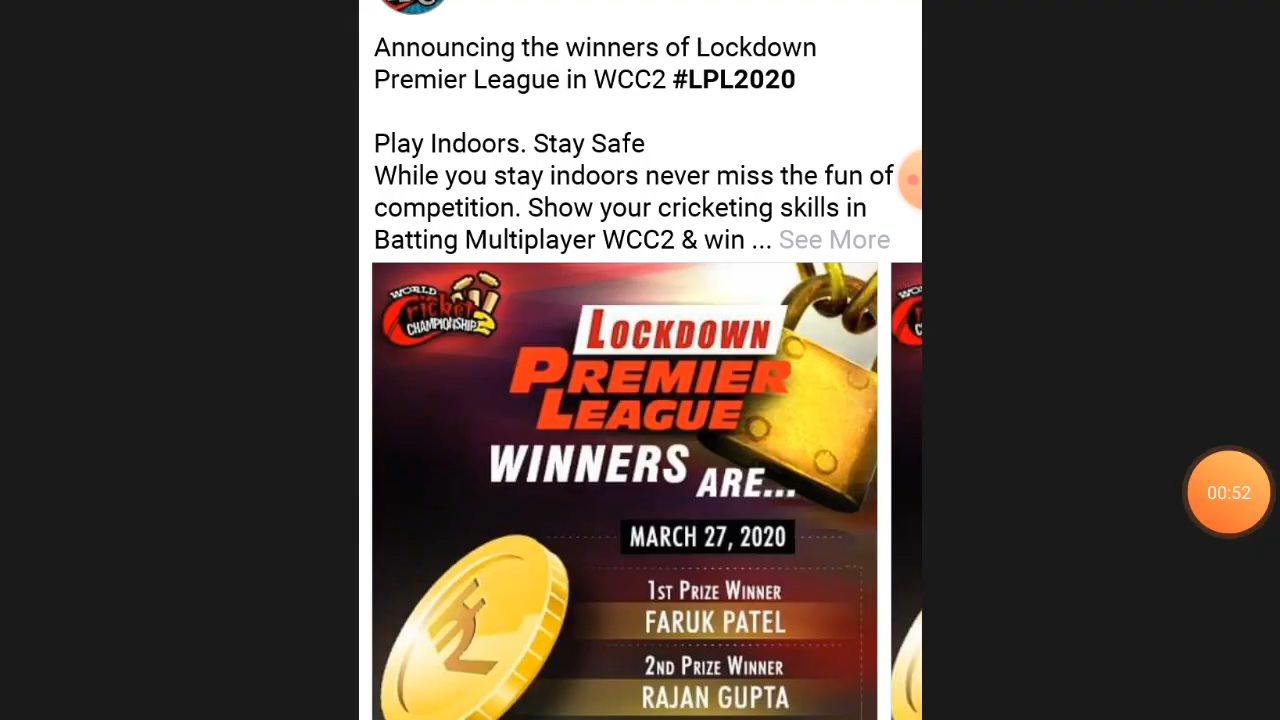 Announcing the winners of Lockdown
Premier League in WCC2 #LPL2020
Play Indoors. Stay Safe
While you stay indoors never miss the fun of
competition. Show your cricketing skills in
Batting Multiplayer WCC2 & win ... See More
WORLD
Cricket
CHAMPIONSHIP 2
LOCKDOWN
PREMIER
LEAGUE
WINNERS ARE...
MARCH 27, 2020
1ST PRIZE WINNER
FARUK PATEL
2ND PRIZE WINNER
RAJAN GUPTA
00:52